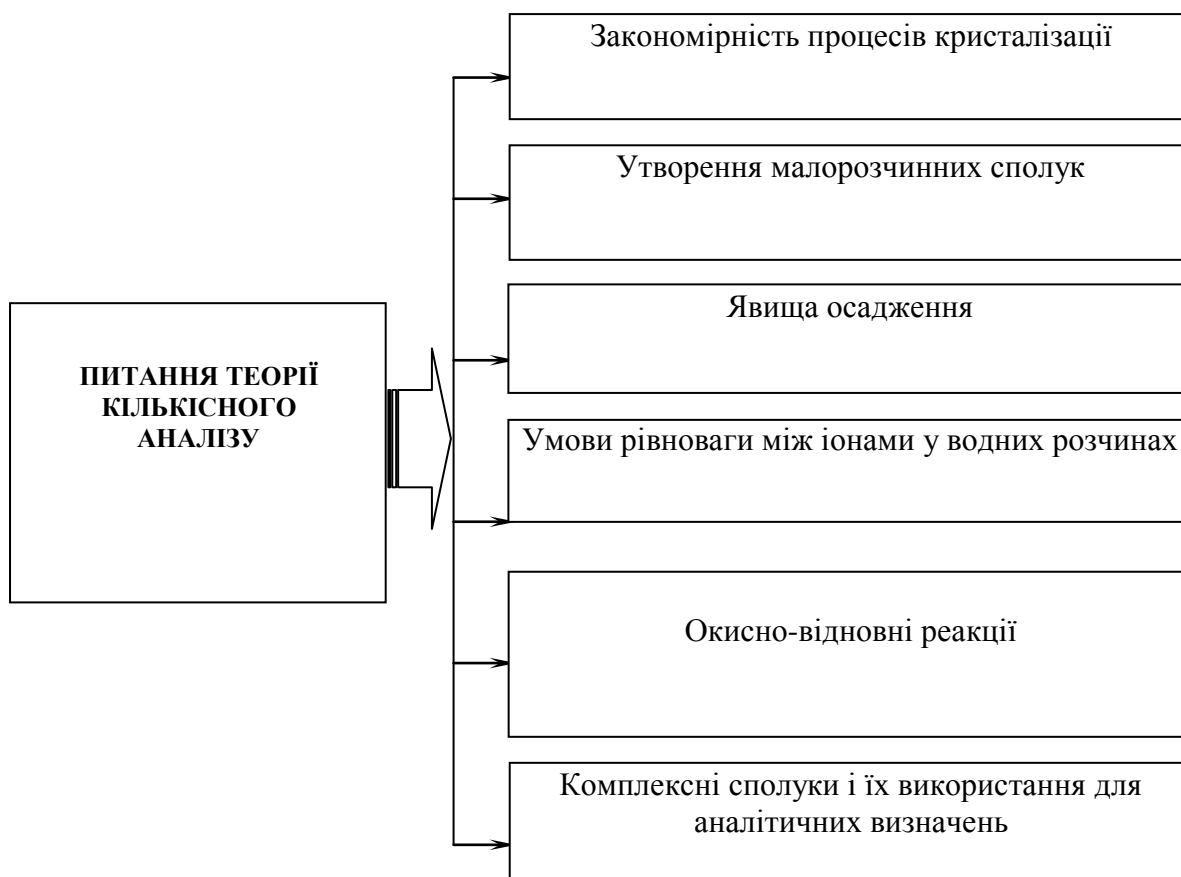 Закономірність процесів кристалізації
Утворення малорозчинних сполук
Явища осадження
ПИТАННЯ ТЕОРІЇ
КІЛЬКІСНОГО
АНАЛІЗУ
Умови рівноваги між іонами у водних розчинах
Окисно-відновні реакції
Комплексні сполуки і їх використання для
аналітичних визначень